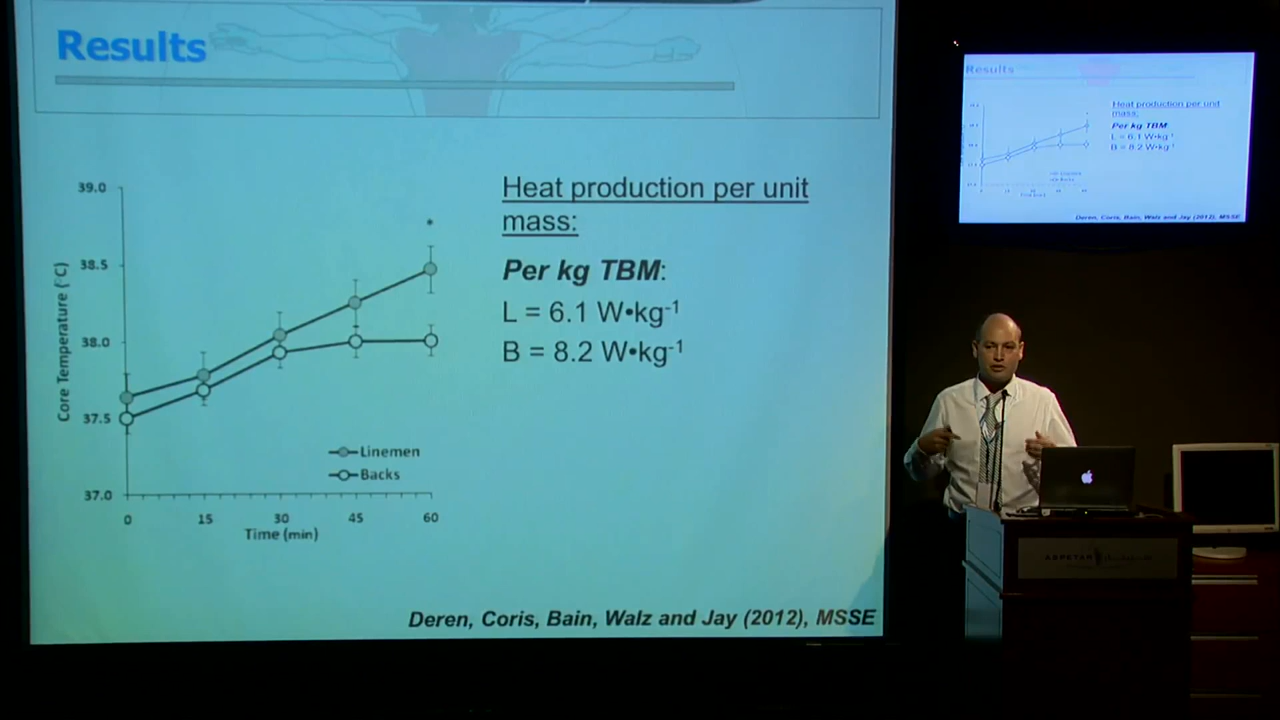 Results
39.0
38.5
38.0
37.5
37.0
Core Temperature (°C)
*
Linemen
Backs
0 15 30 45 60
Time (min)
Heat production per unit
mass:
Per kg TBM:
L = 6.1 W•kg-1
B = 8.2 W•kg-1
Deren, Coris, Bain, Walz and Jay (2012), MSSE
Results
Heat production per unit
mass:
Per kg TBM:
L = 6.1 W•kg-1
B = 8.2 W•kg-1
Deren, Coris, Bain, Walz and Jay (2012), MSSE
ASPETAR